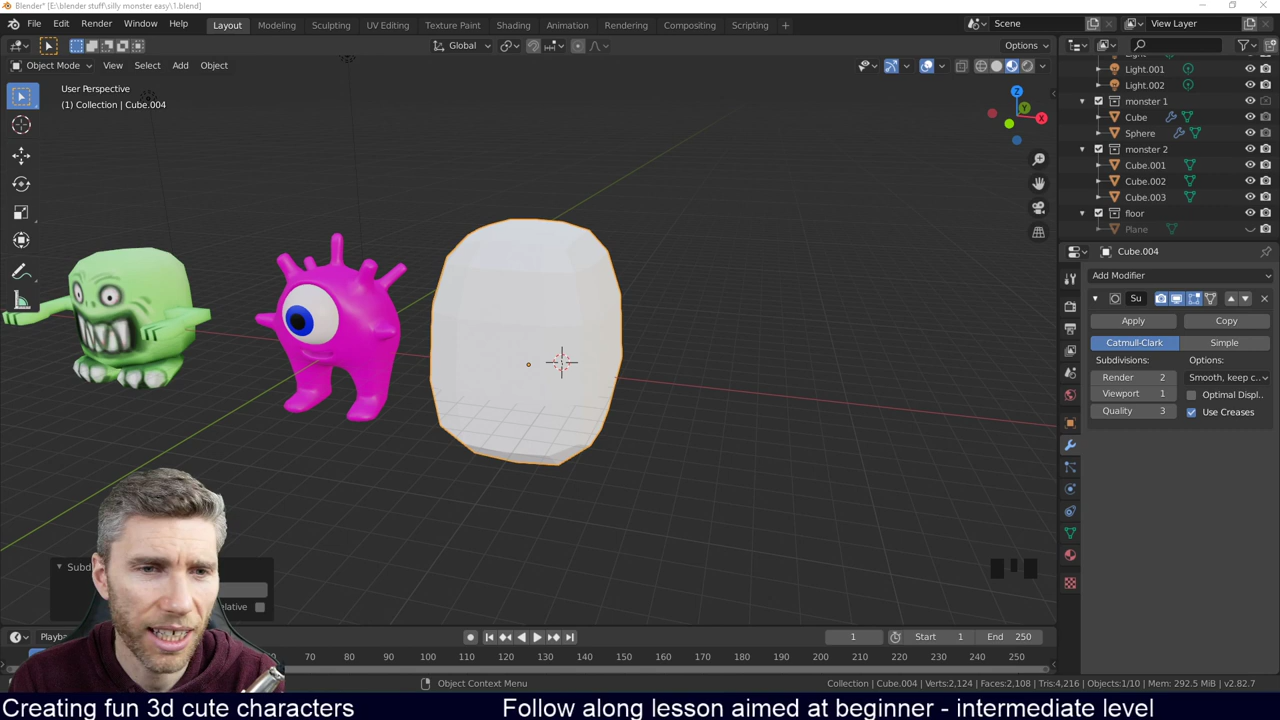 Blender* [E:\blender stuff\silly monster easy\1.blend]
File Edit Render Window Help Layout Modeling Sculpting UV Editing Texture Paint Shading Animation Rendering Compositing Scripting + Scene View Layer
Global Options
Object Mode View Select Add Object
User Perspective
(1) Collection | Cube.004
Z
Y
X
Light
Light.001
Light.002
monster 1
Cube
Sphere
monster 2
Cube.001
Cube.002
Cube.003
floor
Plane
Cube.004
Add Modifier
Su
Apply Copy
Catmull-Clark Simple
Subdivisions: Options:
Render 2 Smooth, keep c..
Viewport 1 Optimal Displ..
Quality 3 Use Creases
Subd
lative
Playba 1 Start 1 End 250
60 70 80 90 100 110 120 130 140 150 160 170 180 190 200 210 220 230 240 250
Object Context Menu Collection | Cube.004 | Verts:2,124 | Faces:2,108 | Tris:4,216 | Objects:1/10 | Mem: 292.5 MiB | v2.82.7
Creating fun 3d cute characters Follow along lesson aimed at beginner - intermediate level